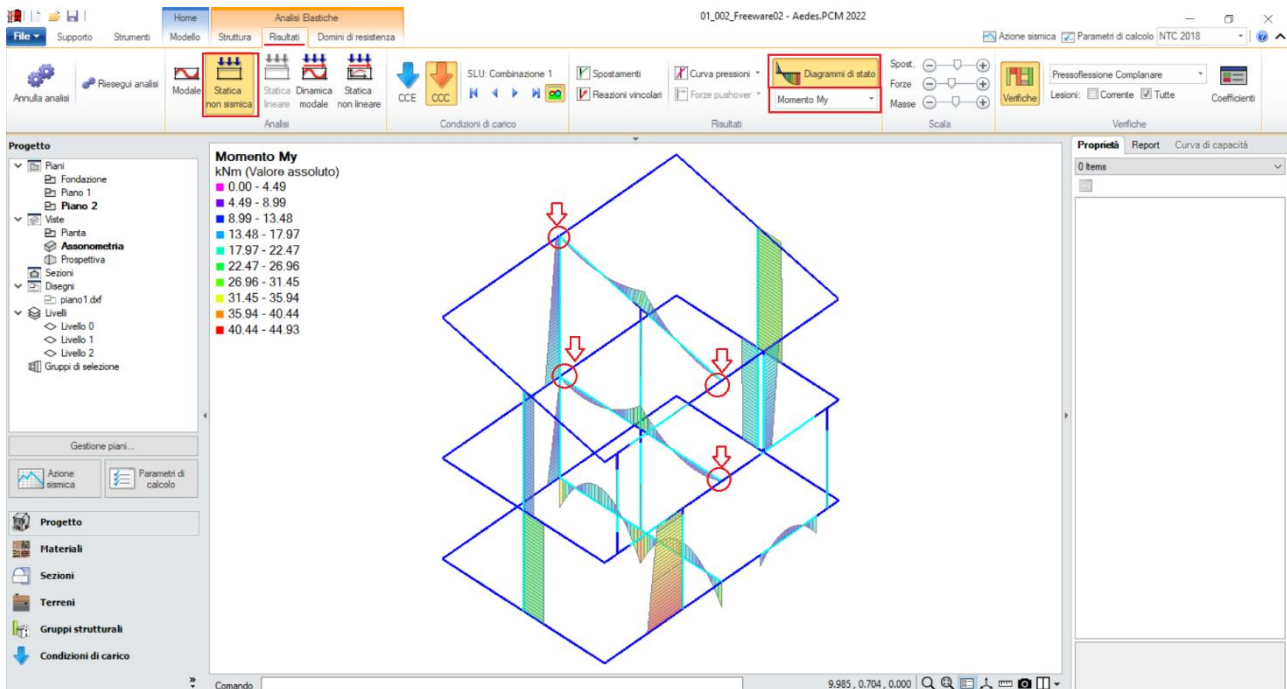 01_002_Freeware02 - Aedes.PCM 2022
Home
Analisi Elastiche
File
Supporto
Strumenti
Modello
Struttura
Risultati
Domini di resistenza
Azione sismica
Parametri di calcolo
NTC 2018
Annulla analisi
Riesegui analisi
Modale
Statica non sismica
Statica lineare
Dinamica modale
Statica non lineare
Analisi
CCE
CCC
SLU: Combinazione 1
Condizioni di carico
Spostamenti
Reazioni vincolari
Curva pressioni
Forze pushover
Diagrammi di stato
Momento My
Risultati
Spost.
Forze
Masse
Scala
Verifiche
Pressoflessione Complanare
Lesioni:
Corrente
Tutte
Coefficienti
Verifiche
Progetto
Piani
Fondazione
Piano 1
Piano 2
Viste
Pianta
Assonometria
Prospettiva
Sezioni
Disegni
piano1.dxf
Livelli
Livello 0
Livello 1
Livello 2
Gruppi di selezione
Gestione piani...
Azione sismica
Parametri di calcolo
Progetto
Materiali
Sezioni
Terreni
Gruppi strutturali
Condizioni di carico
Momento My
kNm (Valore assoluto)
0.00 - 4.49
4.49 - 8.99
8.99 - 13.48
13.48 - 17.97
17.97 - 22.47
22.47 - 26.96
26.96 - 31.45
31.45 - 35.94
35.94 - 40.44
40.44 - 44.93
Proprietà
Report
Curva di capacità
0 Items
Comando
9.985 , 0.704 , 0.000